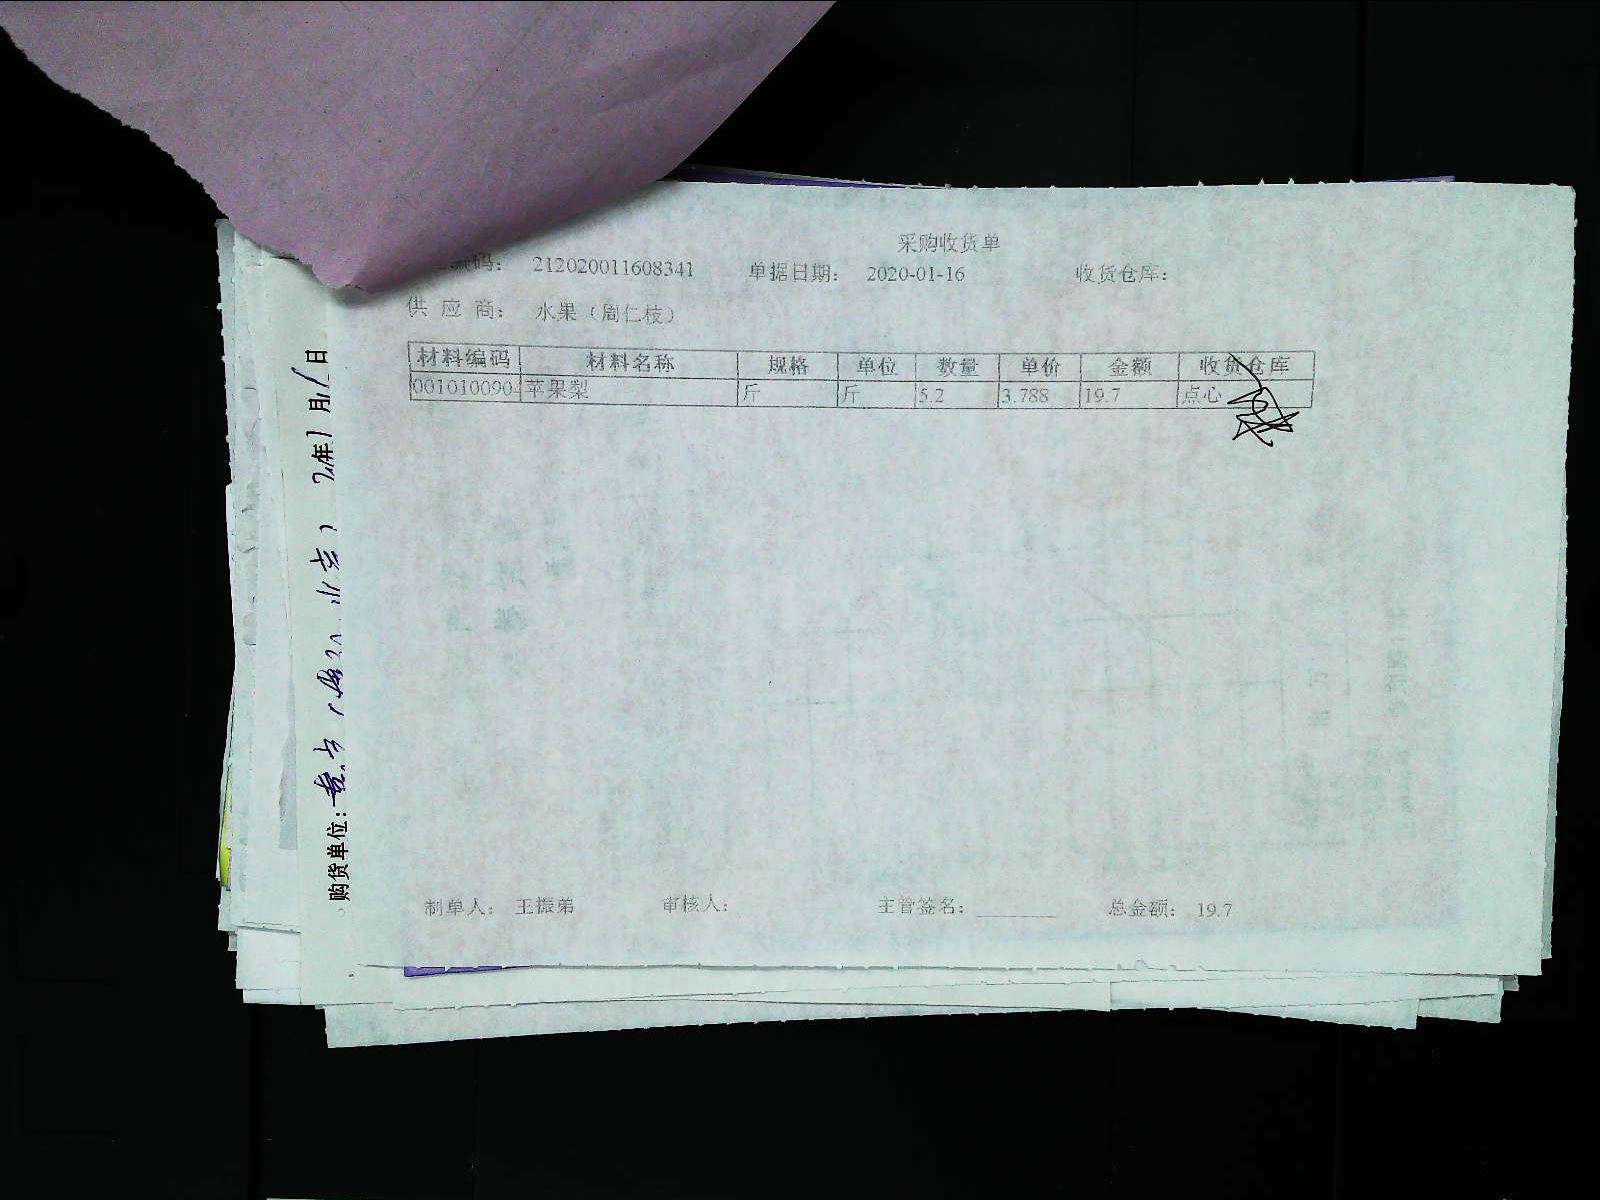 采购收货单
编码： 212020011608341 单据日期： 2020-01-16 收货仓库：
供 应 商： 水果（周仁枝）
材料编码 材料名称 规格 单位 数量 单价 金额 收货仓库
001010090 苹果梨 斤 斤 5.2 3.788 19.7 点心
制单人： 王振弟 审核人： 主管签名： 总金额： 19.7
购货单位： 年1月 日